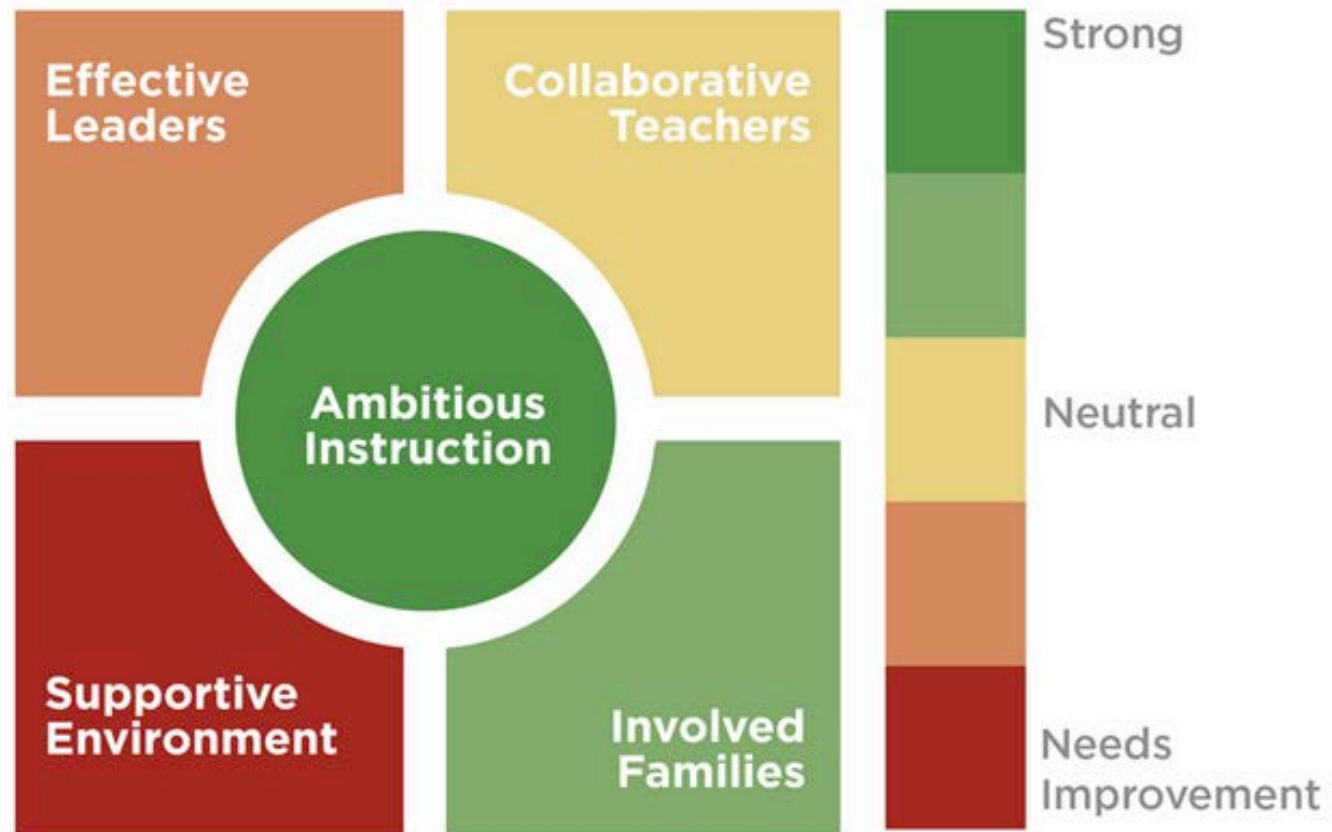 Effective
Leaders
Collaborative
Teachers
Ambitious
Instruction
Supportive
Environment
Involved
Families
Strong
Neutral
Needs
Improvement